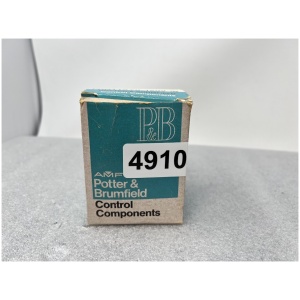 P&B
4910
AMP
Potter &
Brumfield
Control
Components